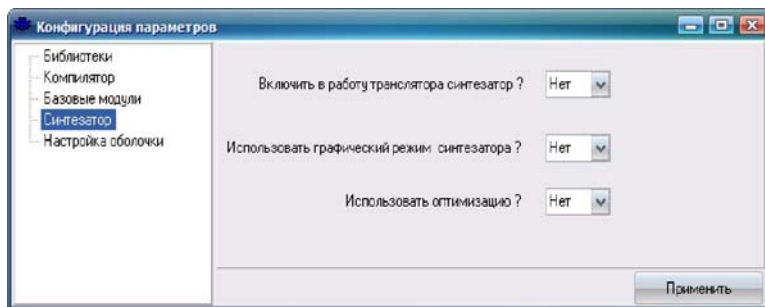 Конфигурация параметров
Библиотеки
Компилятор
Базовые модули
Синтезатор
Настройка оболочки
Включить в работу транслятора синтезатор ? Нет
Использовать графический режим синтезатора ? Нет
Использовать оптимизацию ? Нет
Применить